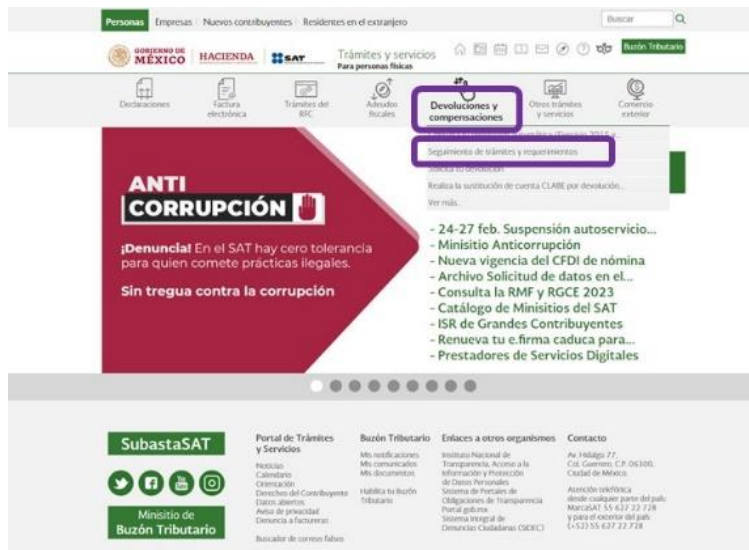 Personas Empresas Nuevos contribuyentes Residentes en el extranjero
Buscar
GOBIERNO DE MÉXICO HACIENDA SAT Trámites y servicios
Para personas físicas
Buzón Tributario
Declaraciones
Factura electrónica
Trámites del RFC
Adeudos fiscales
Devoluciones y compensaciones
Otros trámites y servicios
Comercio exterior
Seguimiento de trámites y requerimientos
Solicita tu devolución
Realiza la sustitución de cuenta CLABE por devolución...
Ver más..
ANTI
CORRUPCIÓN
¡Denuncia! En el SAT hay cero tolerancia
para quien comete prácticas ilegales.
Sin tregua contra la corrupción
- 24-27 feb. Suspensión autoservicio...
- Minisitio Anticorrupción
- Nueva vigencia del CFDI de nómina
- Archivo Solicitud de datos en el...
- Consulta la RMF y RGCE 2023
- Catálogo de Minisitios del SAT
- ISR de Grandes Contribuyentes
- Renueva tu e.firma caduca para...
- Prestadores de Servicios Digitales
SubastaSAT
Minisitio de
Buzón Tributario
Portal de Trámites
y Servicios
Noticias
Calendario
Orientación
Derechos del Contribuyente
Datos abiertos
Aviso de privacidad
Denuncia a factureras
Buscador de correos falsos
Buzón Tributario
Mis notificaciones
Mis comunicados
Mis documentos
Habilita tu Buzón
Tributario
Enlaces a otros organismos
Instituto Nacional de
Transparencia, Acceso a la
Información y Protección
de Datos Personales
Sistema de Portales de
Obligaciones de Transparencia
Portal gob.mx
Sistema Integral de
Denuncias Ciudadanas (SIDEC)
Contacto
Av. Hidalgo 77,
Col. Guerrero, C.P. 06300,
Ciudad de México.
Atención telefónica
desde cualquier parte del país:
MarcaSAT 55 627 22 728
y para el exterior del país
(+52) 55 627 22 728